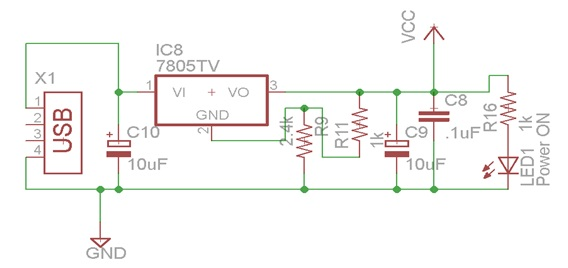 VCC
IC8
7805TV
X1
1
2
3
4
USB
1
VI
+
VO
3
GND
2
+
C10
10uF
2.4k
R9
R11
1k
+
C9
10uF
C8
.1uF
R16
1k
LED1
Power ON
GND